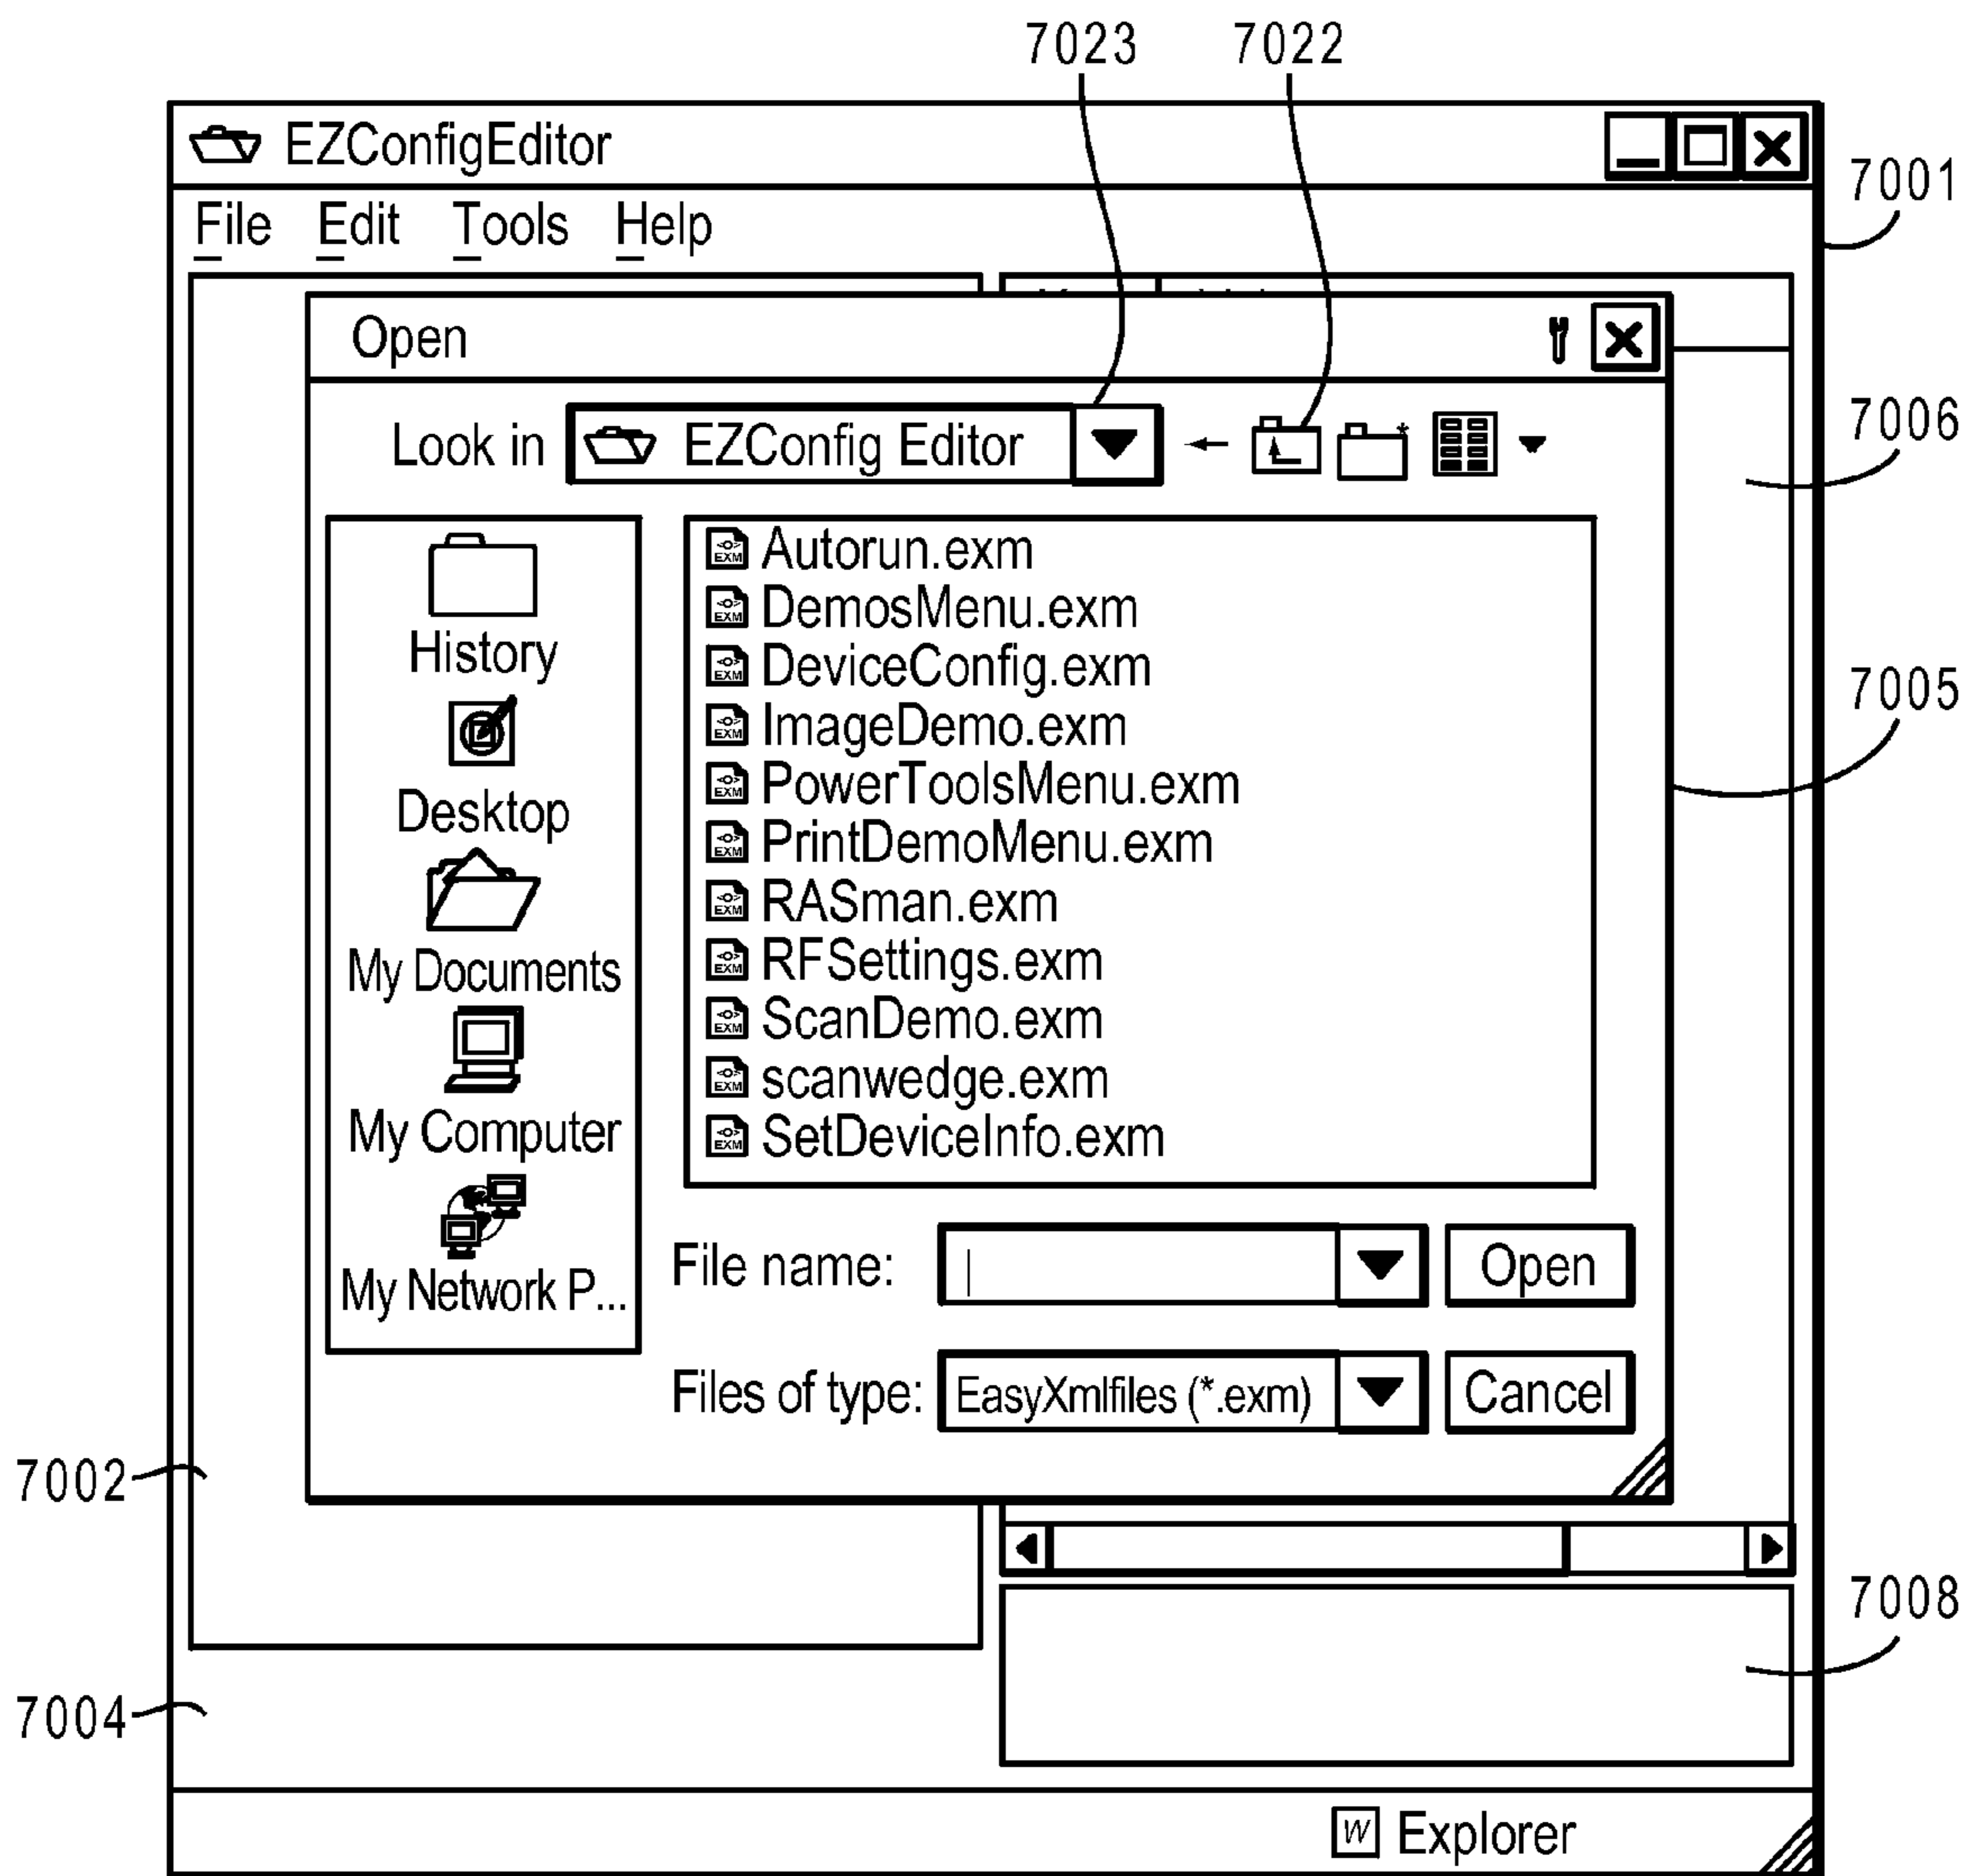 7023 7022
EZConfigEditor
7001
File Edit Tools Help
Open
7006
Look in EZConfig Editor
History
Desktop
My Documents
My Computer
My Network P...
Autorun.exm
DemosMenu.exm
DeviceConfig.exm
ImageDemo.exm
PowerToolsMenu.exm
PrintDemoMenu.exm
RASman.exm
RFSettings.exm
ScanDemo.exm
scanwedge.exm
SetDeviceInfo.exm
7005
File name: Open
Files of type: EasyXmlfiles (*.exm) Cancel
7002
7008
7004
W Explorer